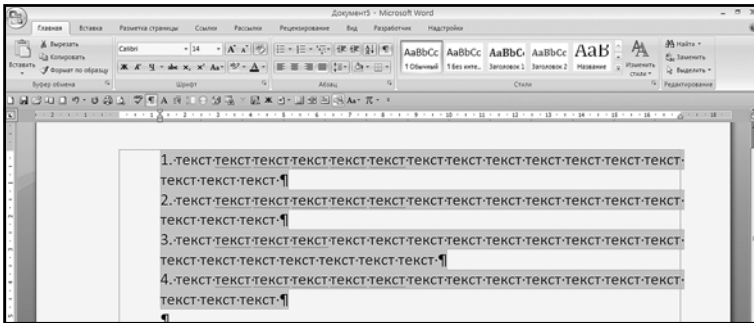 Документ5 - Microsoft Word
Главная Вставка Разметка страницы Ссылки Рассылки Рецензирование Вид Разработчик Надстройки
Вырезать
Копировать
Формат по образцу
Вставить
Calibri 14
Ж К Ч
AaBbCc AaBbCc AaBbC AaBbCc АаВ
1 Обычный 1 Без инте... Заголовок 1 Заголовок 2 Название
Изменить стили
Найти
Заменить
Выделить
Буфер обмена Шрифт Абзац Стили Редактирование
1.·текст·текст·текст·текст·текст·текст·текст·текст·текст·текст·текст·текст·текст·
текст·текст·текст·¶
2.·текст·текст·текст·текст·текст·текст·текст·текст·текст·текст·текст·текст·текст·
текст·текст·текст·¶
3.·текст·текст·текст·текст·текст·текст·текст·текст·текст·текст·текст·текст·текст·
текст·текст·текст·текст·текст·текст·текст·¶
4.·текст·текст·текст·текст·текст·текст·текст·текст·текст·текст·текст·текст·текст·
текст·текст·текст·¶
¶